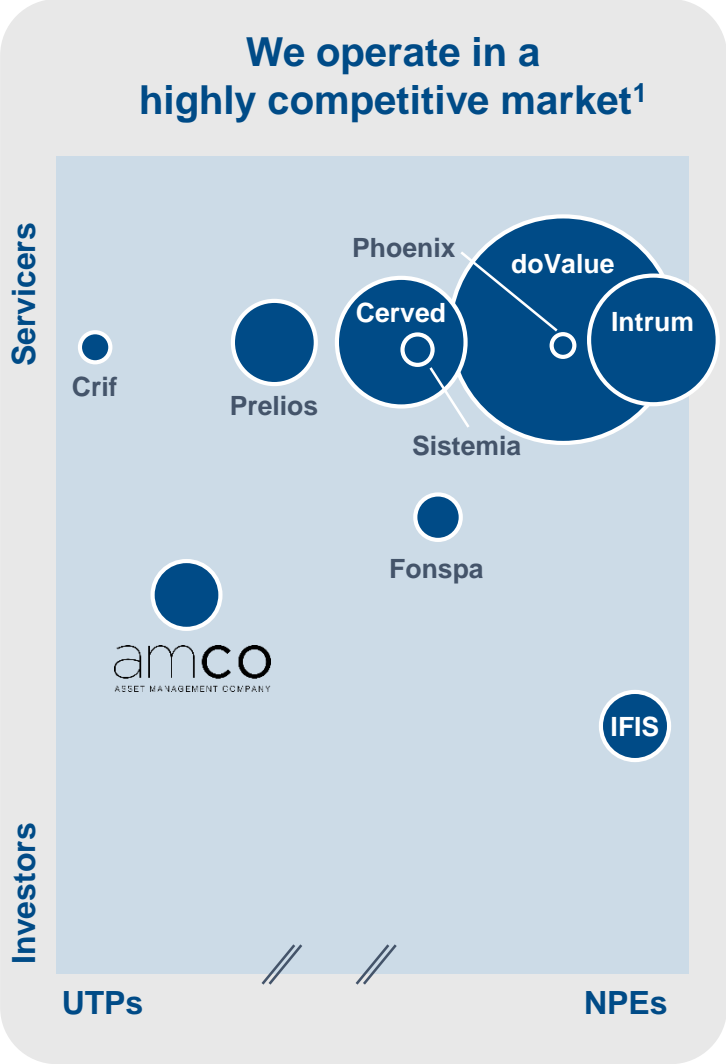 We operate in a
highly competitive market1
Servicers
Phoenix
doValue
Cerved
Intrum
Crif
Prelios
Sistemia
Fonspa
amco
ASSET MANAGEMENT COMPANY
IFIS
Investors
UTPs
NPEs